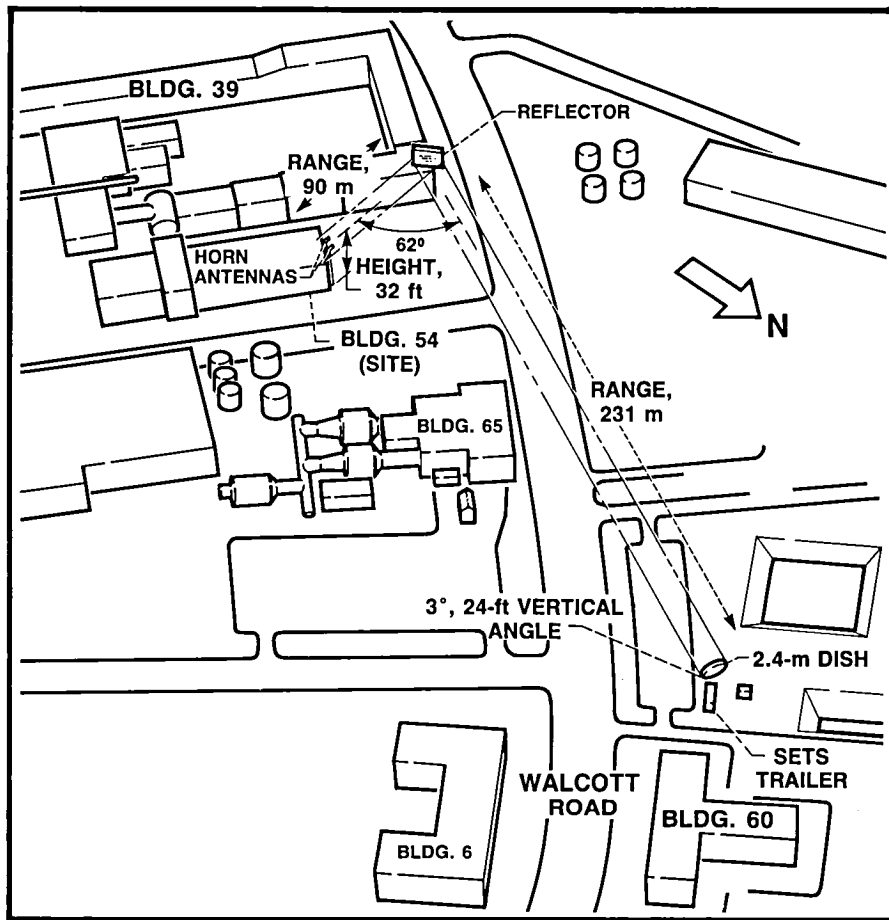 BLDG. 39
REFLECTOR
RANGE,
90 m
62º
HORN
ANTENNAS
HEIGHT,
32 ft
N
BLDG. 54
(SITE)
RANGE,
231 m
BLDG. 65
3°, 24-ft VERTICAL
ANGLE
2.4-m DISH
SETS
TRAILER
WALCOTT
ROAD
BLDG. 60
BLDG. 6